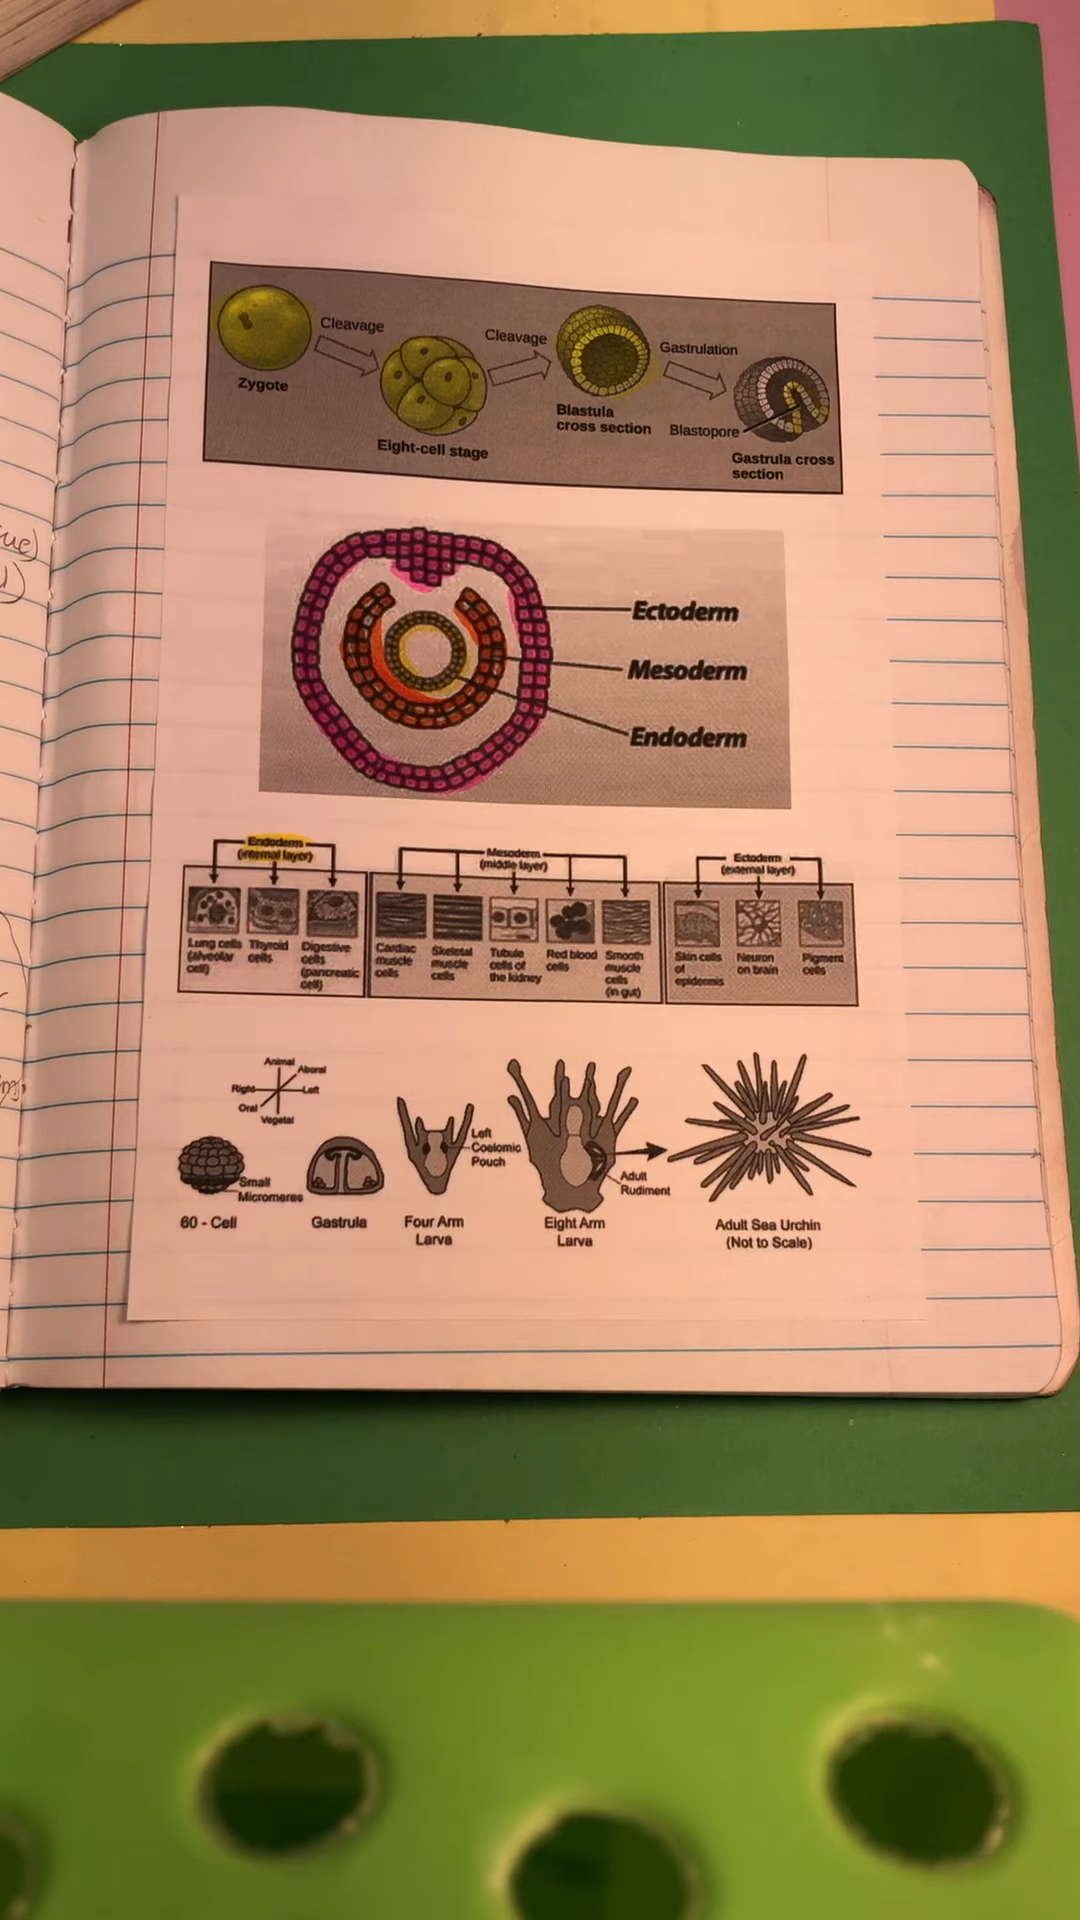 Cleavage
Zygote
Cleavage
Eight-cell stage
Gastrulation
Blastula
cross section
Blastopore
Gastrula cross
section
Ectoderm
Mesoderm
Endoderm
Endoderm
(internal layer)
Lung cells
(alveolar
cell)
Thyroid
cells
Digestive
cells
(pancreatic
cell)
Mesoderm
(middle layer)
Cardiac
muscle
cells
Skeletal
muscle
cells
Tubule
cells of
the kidney
Red blood
cells
Smooth
muscle
cells
(in gut)
Ectoderm
(external layer)
Skin cells
of
epidermis
Neuron
on brain
Pigment
cells
Animal
Aboral
Right
Left
Oral
Vegetal
Small
Micromeres
60 - Cell
Gastrula
Left
Coelomic
Pouch
Four Arm
Larva
Adult
Rudiment
Eight Arm
Larva
Adult Sea Urchin
(Not to Scale)